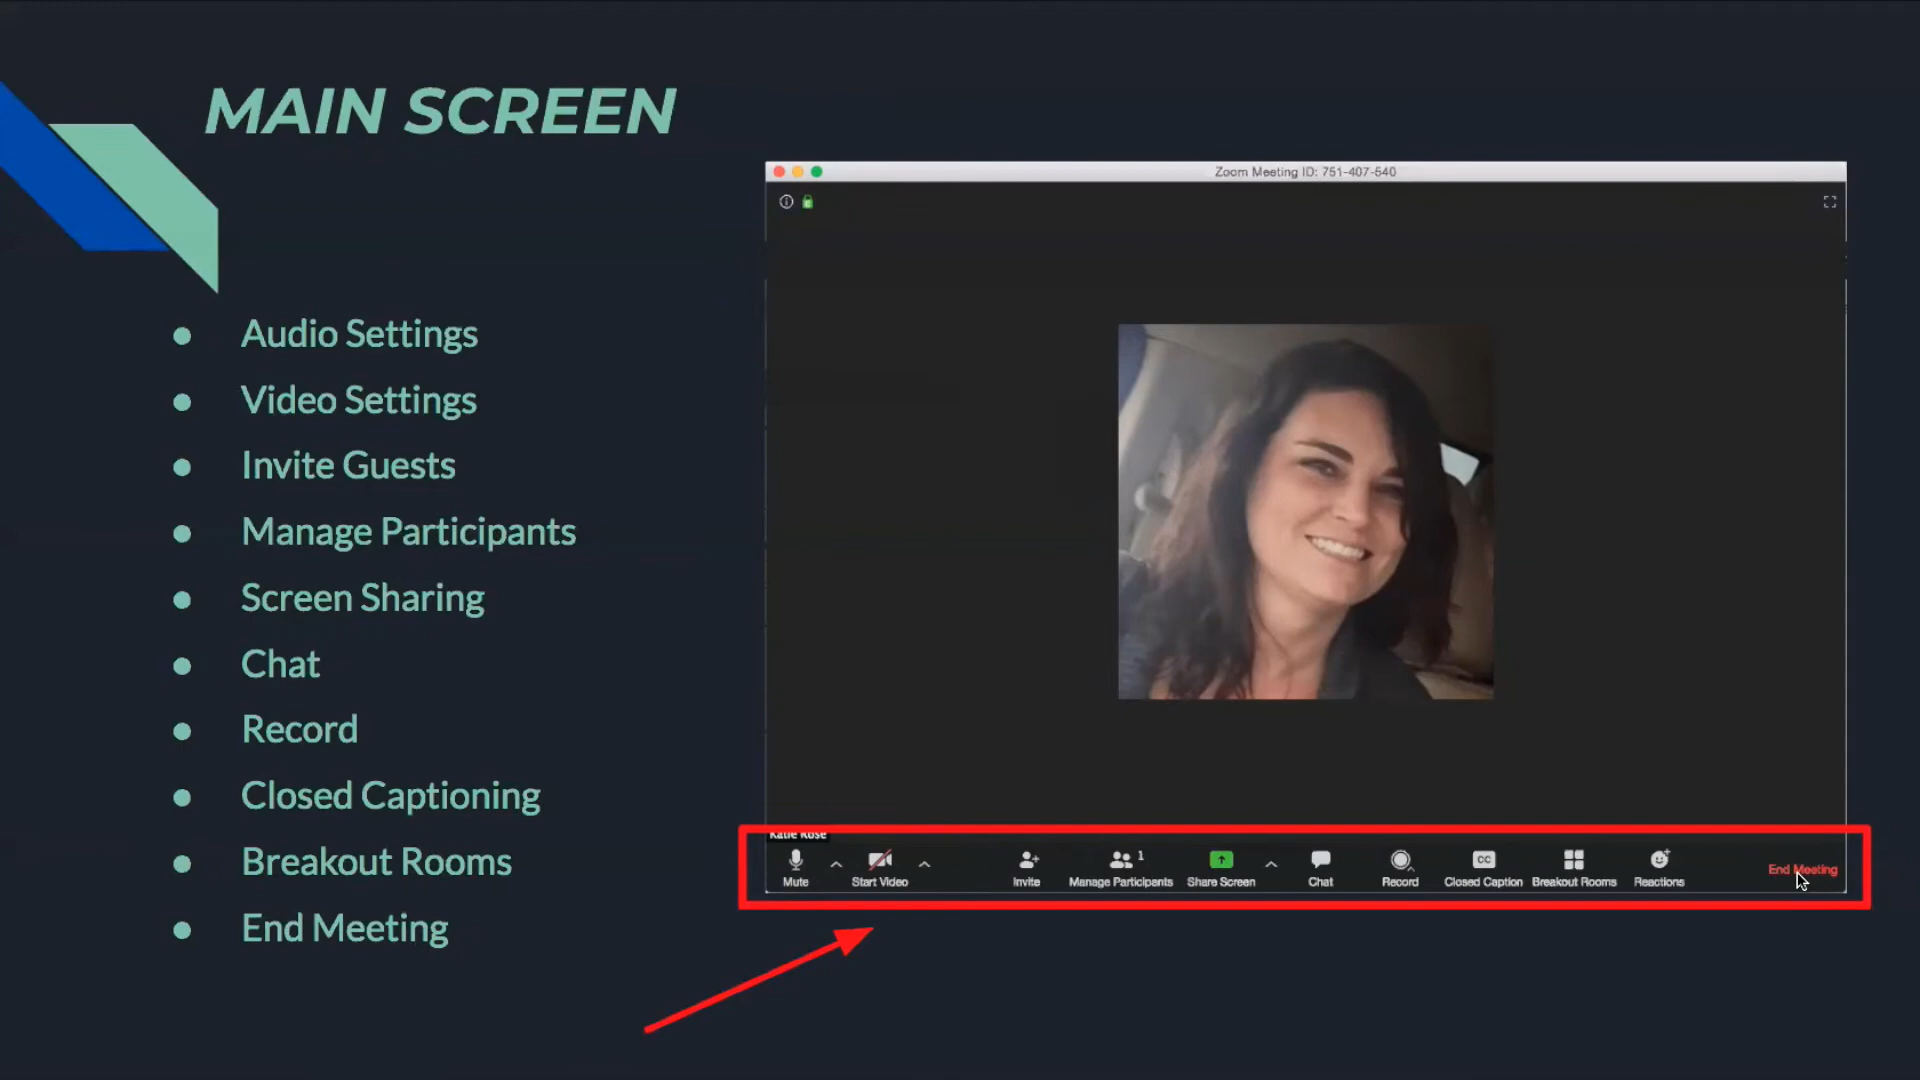 MAIN SCREEN
Audio Settings
Video Settings
Invite Guests
Manage Participants
Screen Sharing
Chat
Record
Closed Captioning
Breakout Rooms
End Meeting
Zoom Meeting ID: 751-407-540
Katie Rose
Mute
Start Video
Invite
1
Manage Participants
Share Screen
Chat
Record
CC
Closed Caption
Breakout Rooms
Reactions
End Meeting